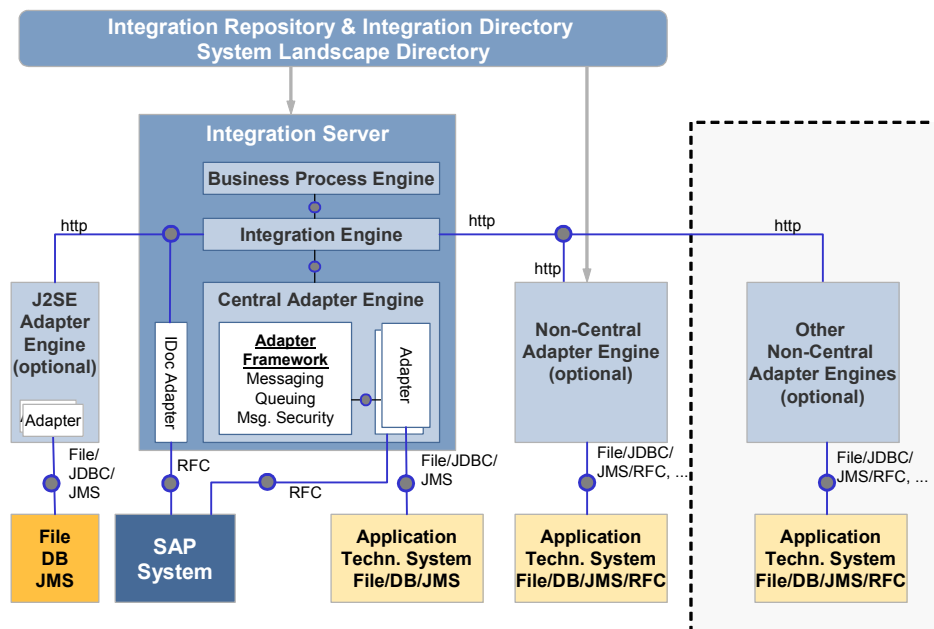 Integration Repository & Integration Directory
System Landscape Directory
Integration Server
Business Process Engine
Integration Engine
http
http
http
http
Central Adapter Engine
Adapter
Framework
Messaging
Queuing
Msg. Security
Adapter
IDoc Adapter
J2SE
Adapter
Engine
(optional)
Adapter
Non-Central
Adapter Engine
(optional)
Other
Non-Central
Adapter Engines
(optional)
File/
JDBC/
JMS
RFC
RFC
File/JDBC/
JMS
File/JDBC/
JMS/RFC, ...
File/JDBC/
JMS/RFC, ...
File
DB
JMS
SAP
System
Application
Techn. System
File/DB/JMS
Application
Techn. System
File/DB/JMS/RFC
Application
Techn. System
File/DB/JMS/RFC